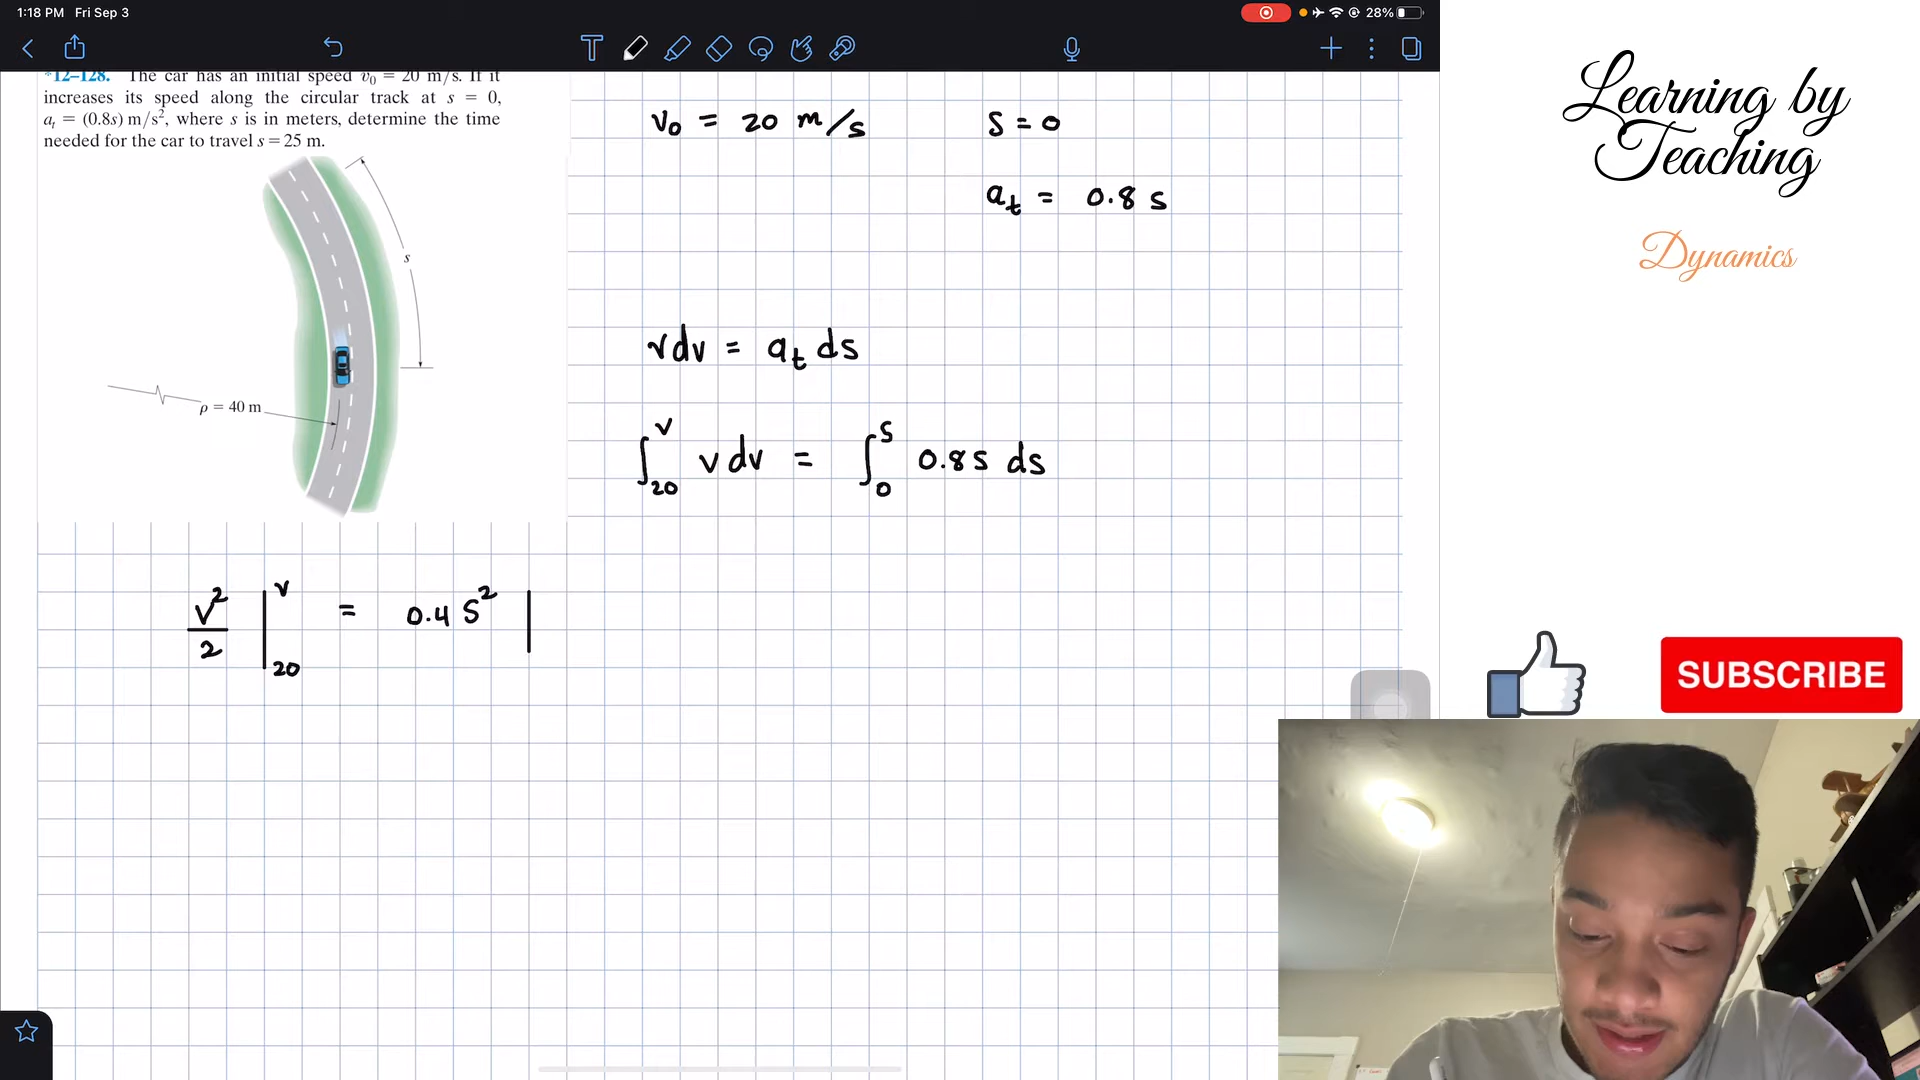 1:18 PM Fri Sep 3
28%
*12–128. The car has an initial speed v₀ = 20 m/s. If it
increases its speed along the circular track at s = 0,
aₜ = (0.8s) m/s², where s is in meters, determine the time
needed for the car to travel s = 25 m.
s
ρ = 40 m
v₀ = 20 m/s
s = 0
aₜ = 0.8 s
vdv = aₜ ds
∫₂₀ᵛ v dv = ∫₀ˢ 0.8s ds
v²/2 |₂₀ᵛ = 0.4 s² |
Learning by
Teaching
Dynamics
SUBSCRIBE